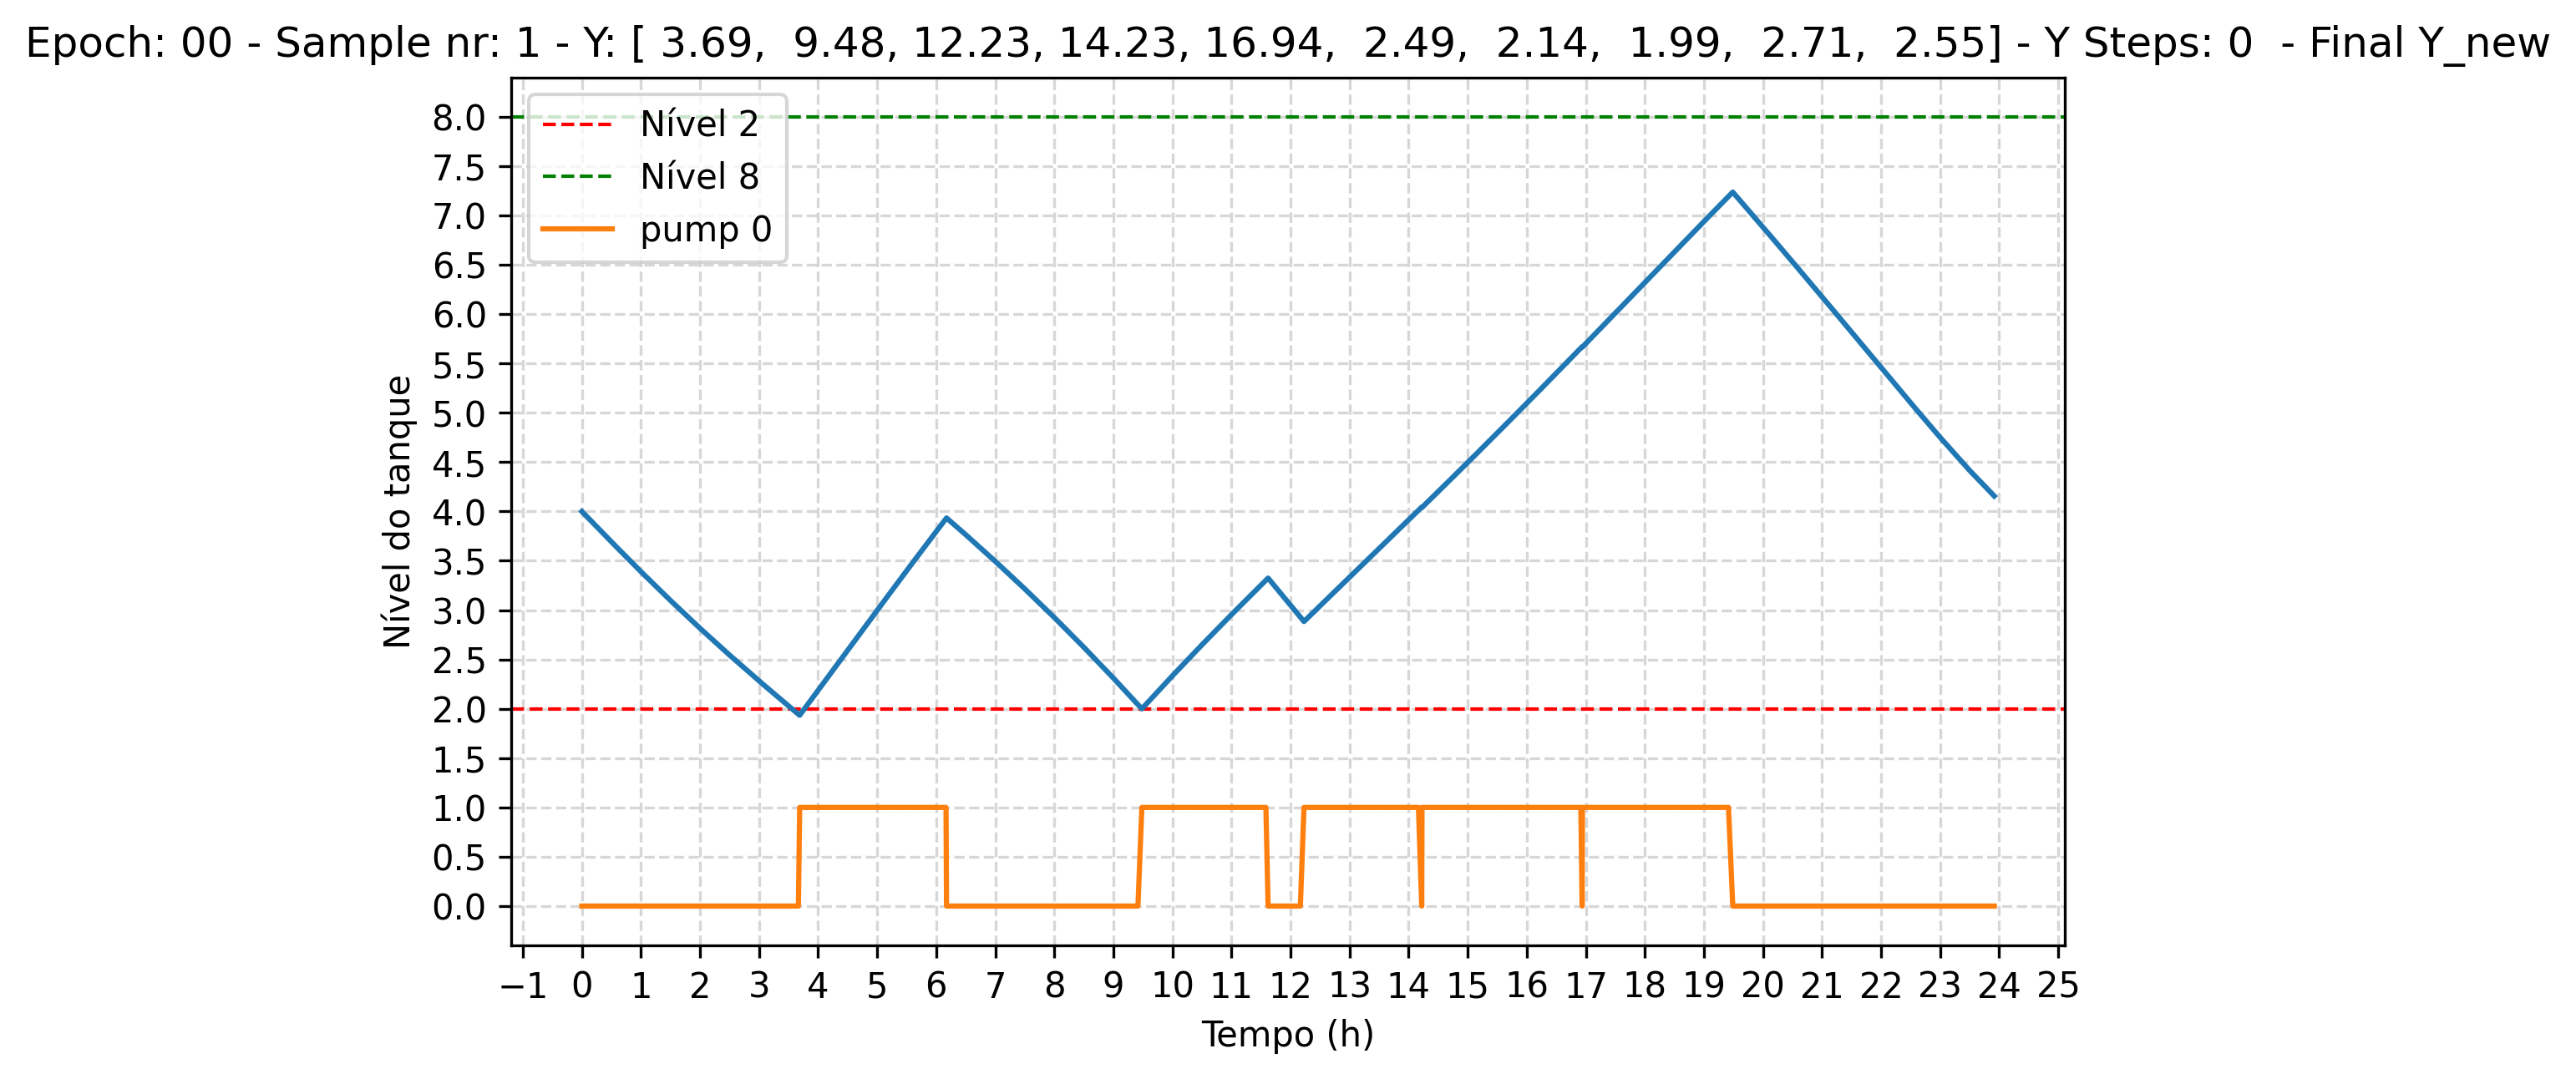 Epoch: 00 - Sample nr: 1 - Y: [ 3.69,  9.48, 12.23, 14.23, 16.94,  2.49,  2.14,  1.99,  2.71,  2.55] - Y Steps: 0  - Final Y_new
Nível 2
Nível 8
pump 0
8.0
7.5
7.0
6.5
6.0
5.5
5.0
4.5
4.0
3.5
3.0
2.5
2.0
1.5
1.0
0.5
0.0
Nível do tanque
−1 0 1 2 3 4 5 6 7 8 9 10 11 12 13 14 15 16 17 18 19 20 21 22 23 24 25
Tempo (h)